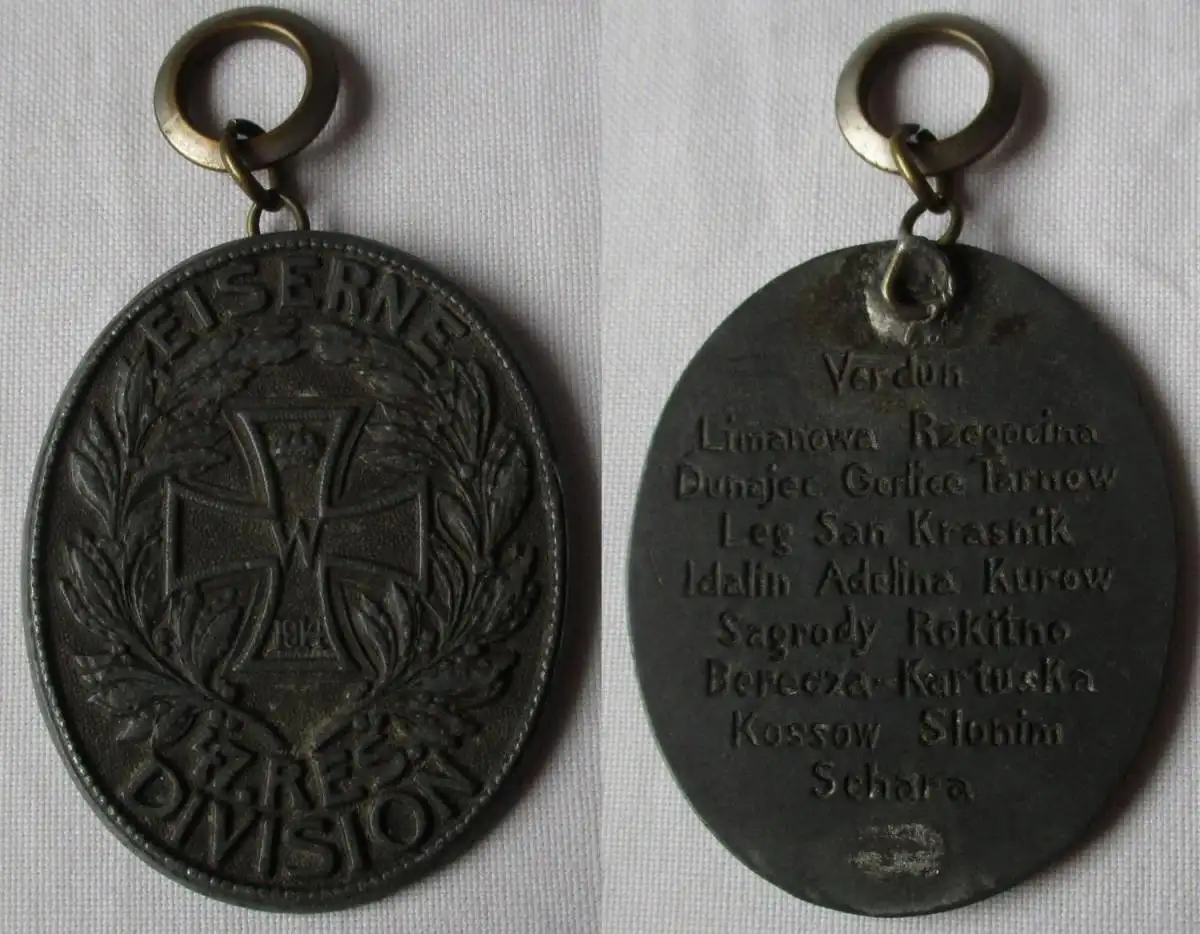 EISERNE
W
1914
47. RES.
DIVISION
Verdun
Limanowa Rzegocina
Dunajec Gorlice Tarnow
Leg San Krasnik
Idalin Adelina Kurow
Sagrody Rokitno
Berecza-Kartuska
Kossow Slonim
Schara